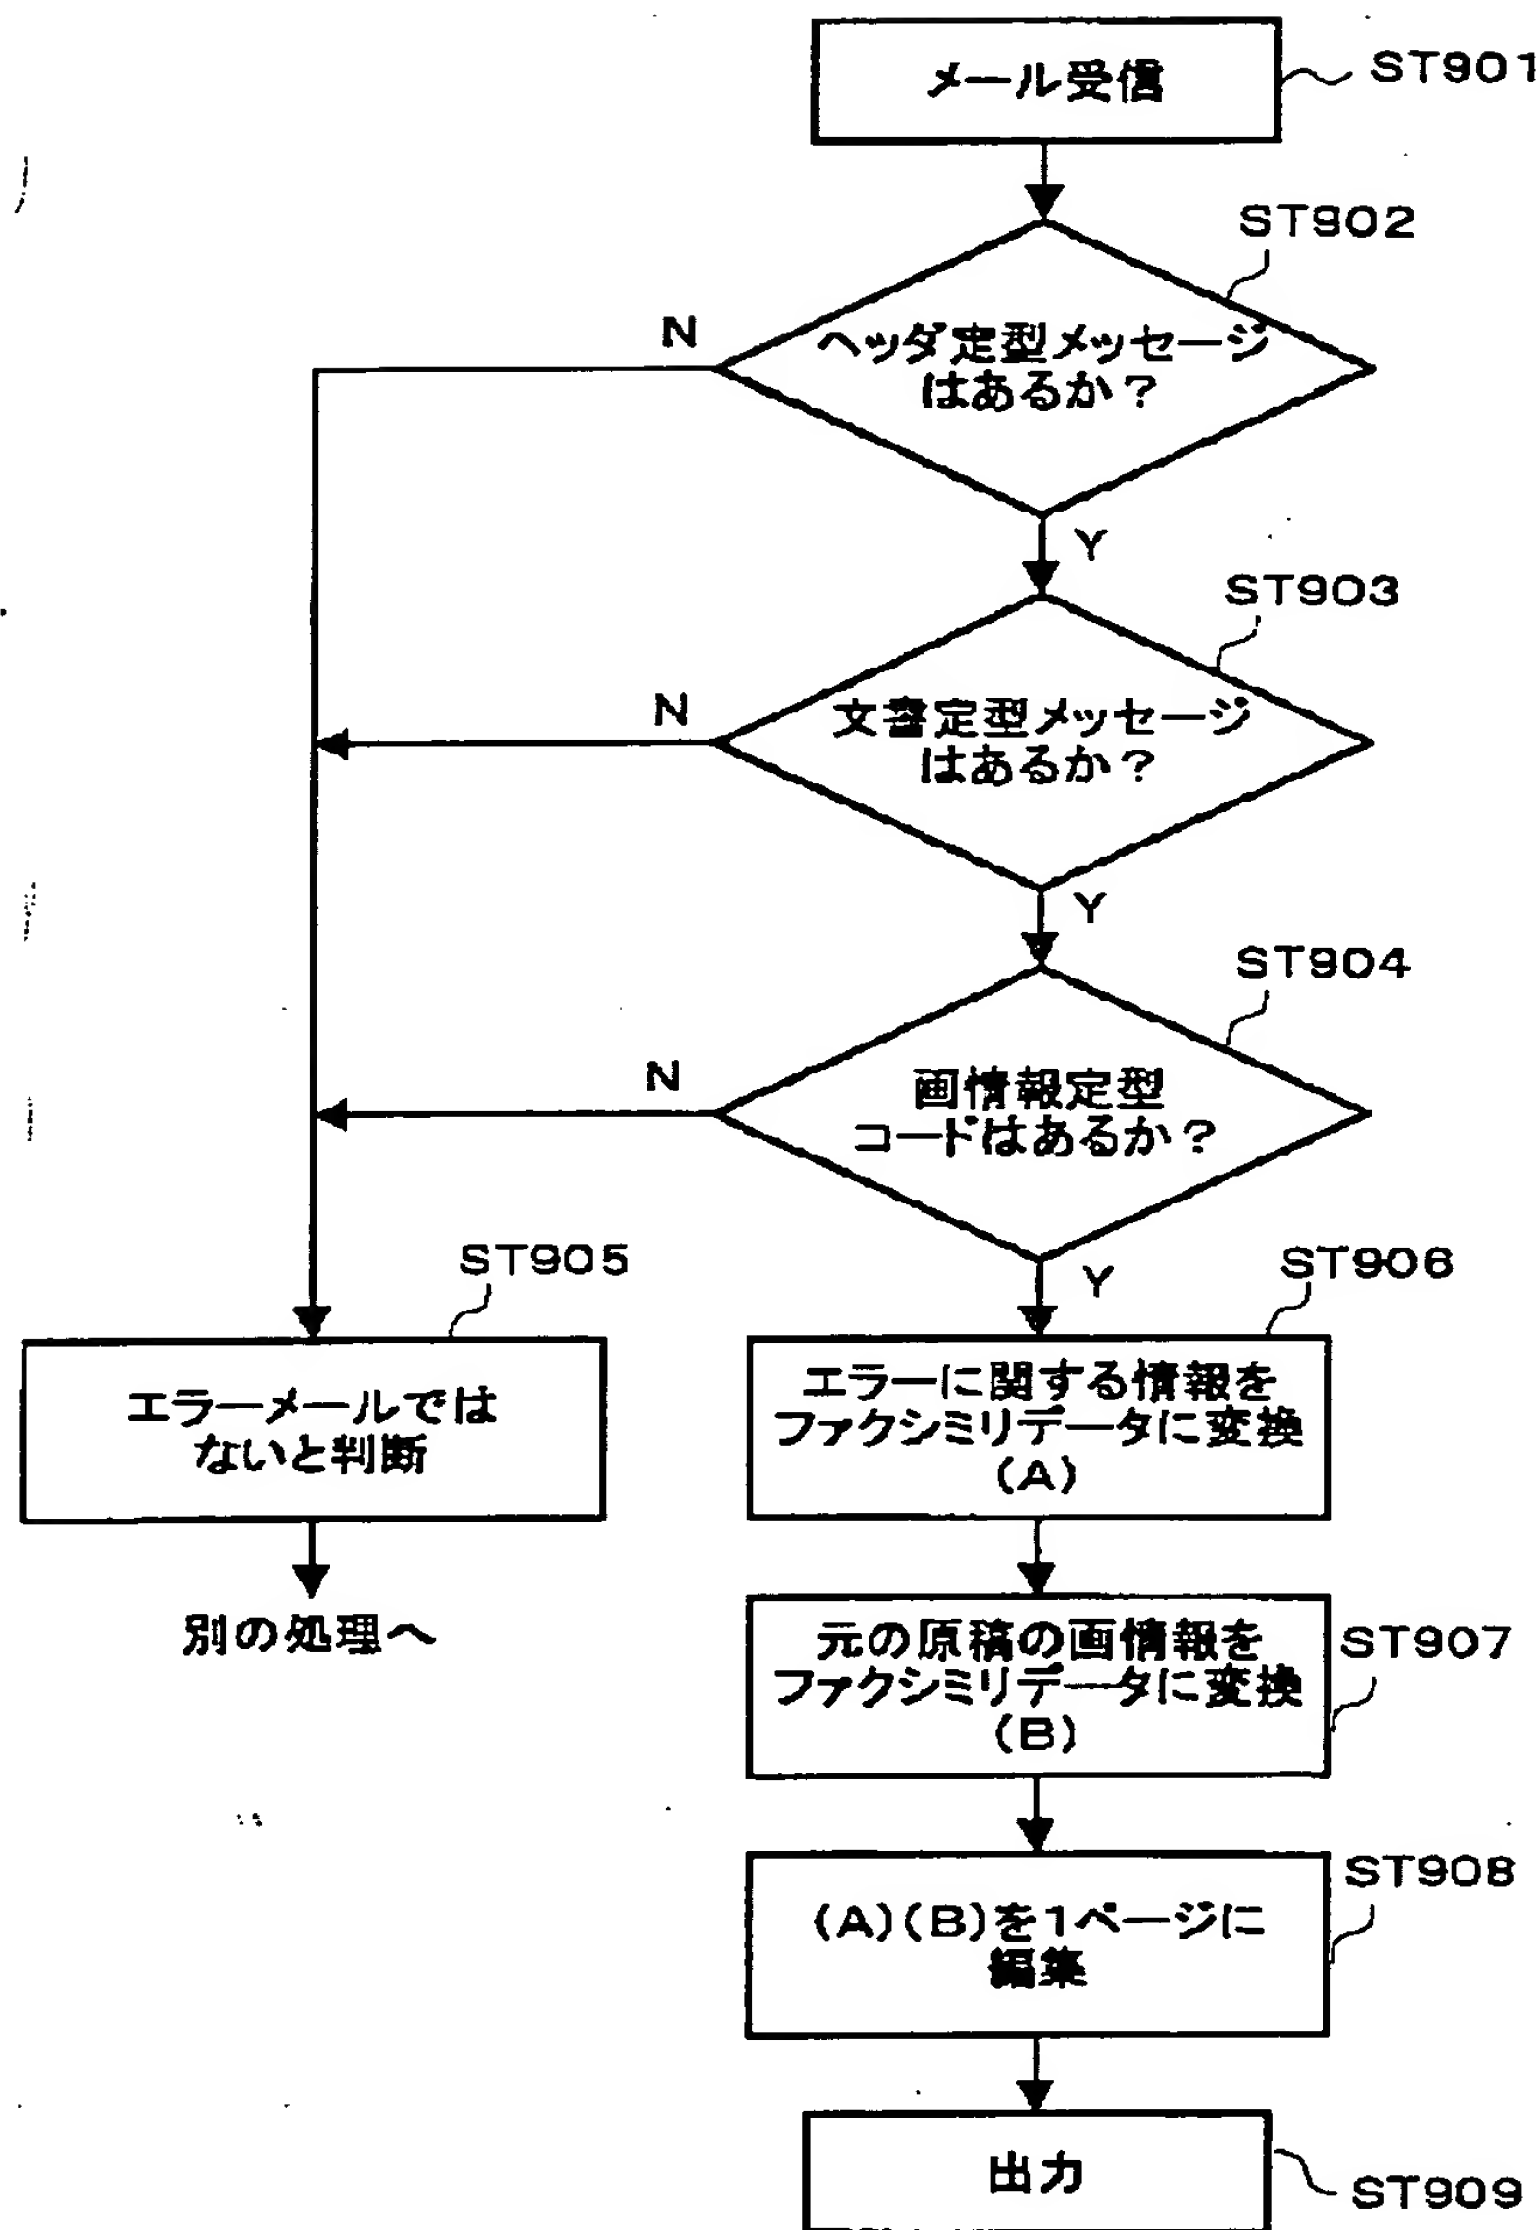 メール受信
ST901
ST902
N
ヘッダ定型メッセージ
はあるか？
Y
ST903
N
文書定型メッセージ
はあるか？
Y
ST904
N
画情報定型
コードはあるか？
Y
ST905
ST906
エラーメールでは
ないと判断
エラーに関する情報を
ファクシミリデータに変換
(A)
別の処理へ
元の原稿の画情報を
ファクシミリデータに変換
(B)
ST907
(A)(B)を1ページに
編集
ST908
出力
ST909